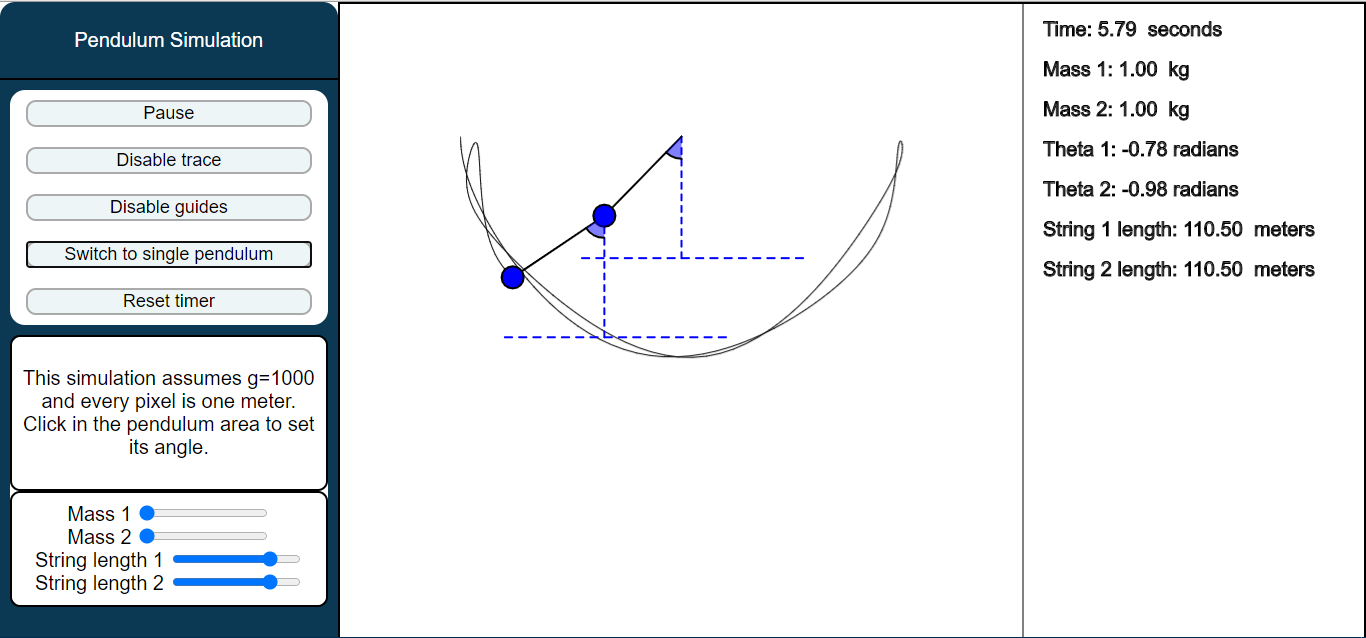 Pendulum Simulation
Pause
Disable trace
Disable guides
Switch to single pendulum
Reset timer
This simulation assumes g=1000
and every pixel is one meter.
Click in the pendulum area to set
its angle.
Mass 1
Mass 2
String length 1
String length 2
Time: 5.79 seconds
Mass 1: 1.00 kg
Mass 2: 1.00 kg
Theta 1: -0.78 radians
Theta 2: -0.98 radians
String 1 length: 110.50 meters
String 2 length: 110.50 meters